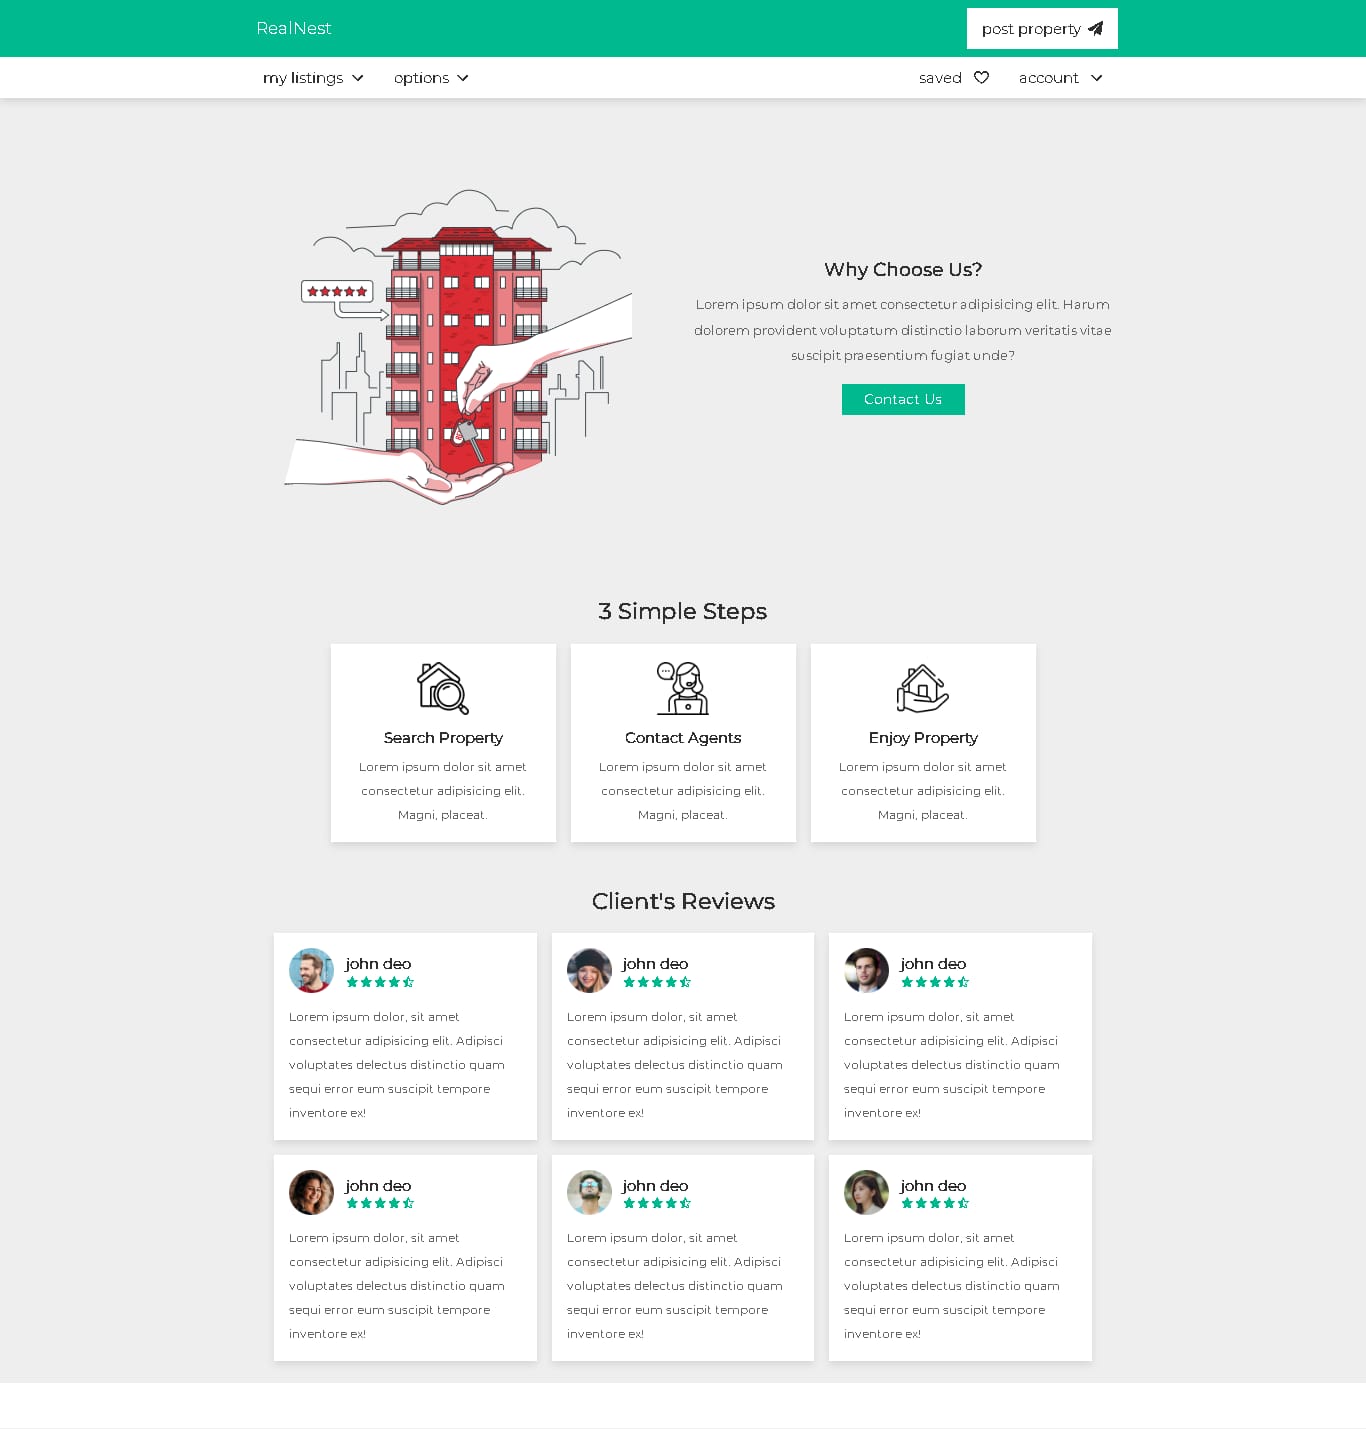 RealNest
post property
my listings
options
saved
account
Why Choose Us?
Lorem ipsum dolor sit amet consectetur adipisicing elit. Harum
dolorem provident voluptatum distinctio laborum veritatis vitae
suscipit praesentium fugiat unde?
Contact Us
3 Simple Steps
Search Property
Lorem ipsum dolor sit amet
consectetur adipisicing elit.
Magni, placeat.
Contact Agents
Lorem ipsum dolor sit amet
consectetur adipisicing elit.
Magni, placeat.
Enjoy Property
Lorem ipsum dolor sit amet
consectetur adipisicing elit.
Magni, placeat.
Client's Reviews
john deo
Lorem ipsum dolor, sit amet
consectetur adipisicing elit. Adipisci
voluptates delectus distinctio quam
sequi error eum suscipit tempore
inventore ex!
john deo
Lorem ipsum dolor, sit amet
consectetur adipisicing elit. Adipisci
voluptates delectus distinctio quam
sequi error eum suscipit tempore
inventore ex!
john deo
Lorem ipsum dolor, sit amet
consectetur adipisicing elit. Adipisci
voluptates delectus distinctio quam
sequi error eum suscipit tempore
inventore ex!
john deo
Lorem ipsum dolor, sit amet
consectetur adipisicing elit. Adipisci
voluptates delectus distinctio quam
sequi error eum suscipit tempore
inventore ex!
john deo
Lorem ipsum dolor, sit amet
consectetur adipisicing elit. Adipisci
voluptates delectus distinctio quam
sequi error eum suscipit tempore
inventore ex!
john deo
Lorem ipsum dolor, sit amet
consectetur adipisicing elit. Adipisci
voluptates delectus distinctio quam
sequi error eum suscipit tempore
inventore ex!